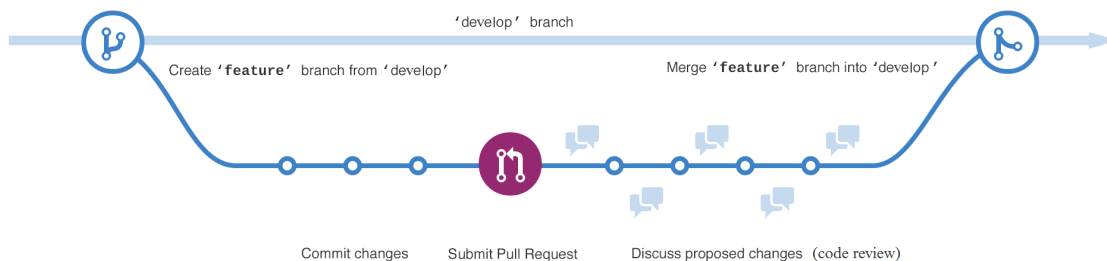 ‘develop’ branch
Create ‘feature’ branch from ‘develop’
Merge ‘feature’ branch into ‘develop’
Commit changes
Submit Pull Request
Discuss proposed changes (code review)